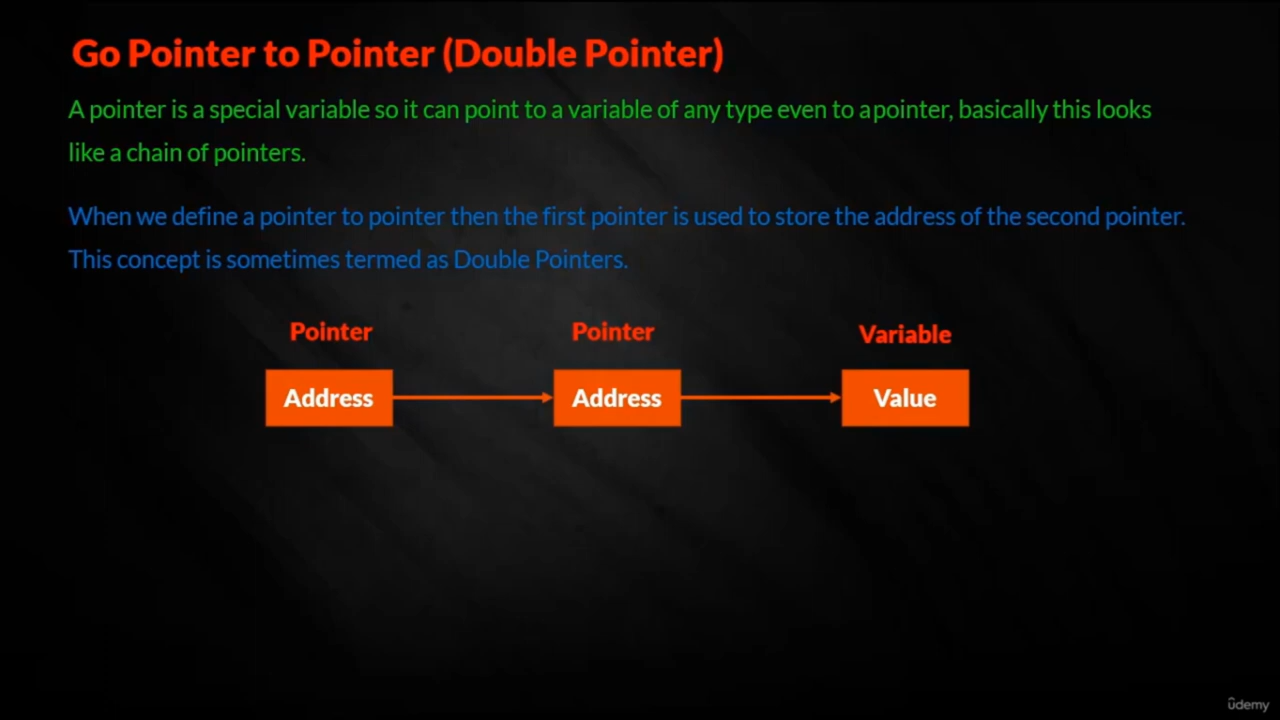 Go Pointer to Pointer (Double Pointer)
A pointer is a special variable so it can point to a variable of any type even to a pointer, basically this looks
like a chain of pointers.
When we define a pointer to pointer then the first pointer is used to store the address of the second pointer.
This concept is sometimes termed as Double Pointers.
Pointer Pointer Variable
Address Address Value
ûdemy